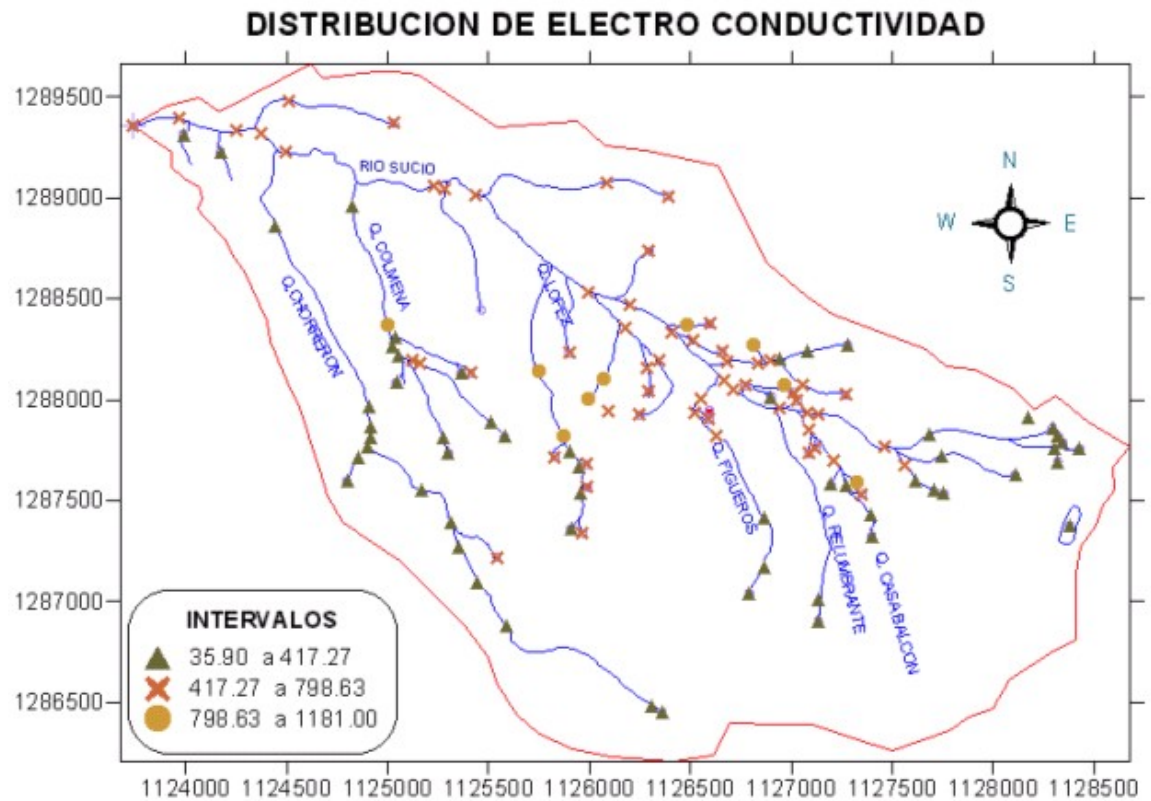 DISTRIBUCION DE ELECTRO CONDUCTIVIDAD
1289500
1289000
1288500
1288000
1287500
1287000
1286500
RIO SUCIO
Q. COLMENA
Q.CHORRERON
Q. FIGUEROS
Q. RELUMBRANTE
Q. CASABALCON
N
W
E
S
INTERVALOS
35.90 a 417.27
417.27 a 798.63
798.63 a 1181.00
1124000 1124500 1125000 1125500 1126000 1126500 1127000 1127500 1128000 1128500